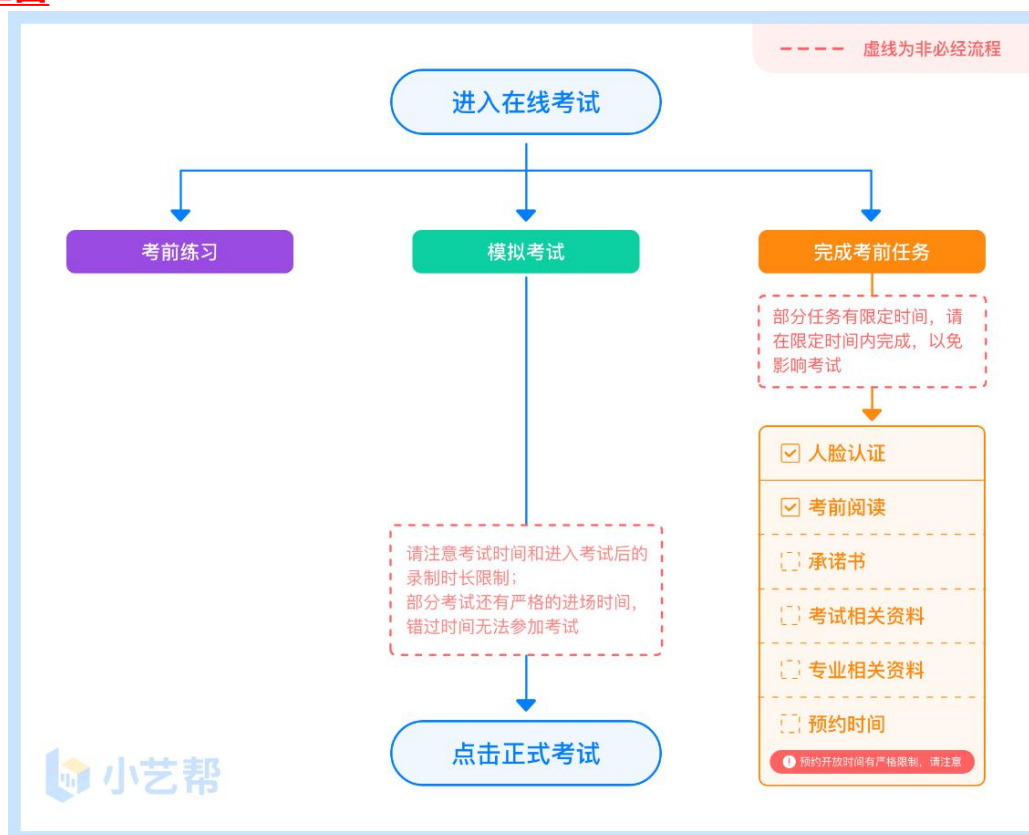 虚线为非必经流程
进入在线考试
考前练习
模拟考试
完成考前任务
部分任务有限定时间，请
在限定时间内完成，以免
影响考试
人脸认证
考前阅读
承诺书
考试相关资料
专业相关资料
预约时间
预约开放时间有严格限制，请注意
请注意考试时间和进入考试后的
录制时长限制；
部分考试还有严格的进场时间，
错过时间无法参加考试
点击正式考试
小艺帮